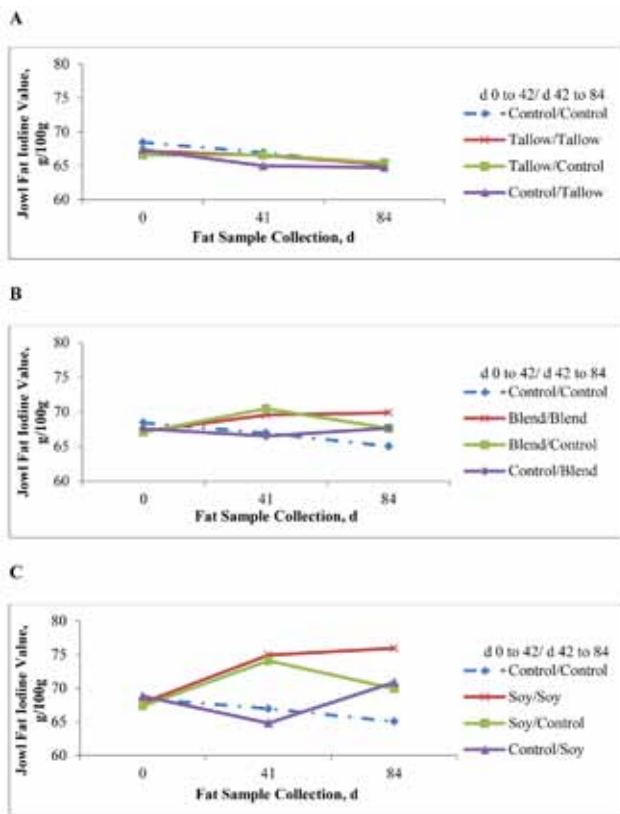 A
Jowl Fat Iodine Value,
g/100g
80
75
70
65
60
0
41
84
Fat Sample Collection, d
d 0 to 42/ d 42 to 84
Control/Control
Tallow/Tallow
Tallow/Control
Control/Tallow
B
Jowl Fat Iodine Value,
g/100g
80
75
70
65
60
0
41
84
Fat Sample Collection, d
d 0 to 42/ d 42 to 84
Control/Control
Blend/Blend
Blend/Control
Control/Blend
C
Jowl Fat Iodine Value,
g/100g
80
75
70
65
60
0
41
84
Fat Sample Collection, d
d 0 to 42/ d 42 to 84
Control/Control
Soy/Soy
Soy/Control
Control/Soy